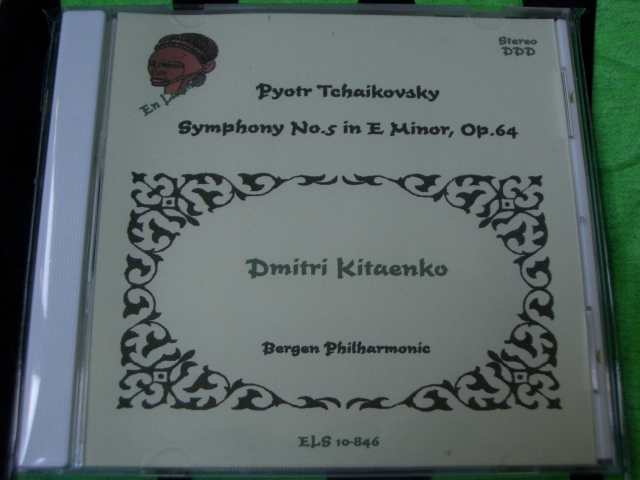 Stereo
DDD
En La
Pyotr Tchaikovsky
Symphony No.5 in E Minor, Op.64
Dmitri Kitaenko
Bergen Philharmonic
ELS 10-846